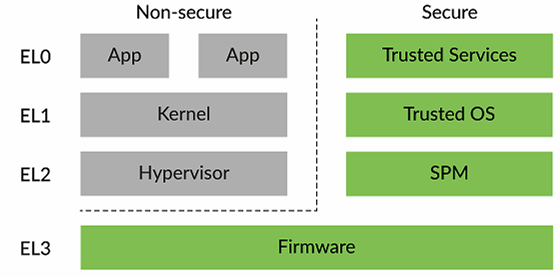 Non-secure Secure
EL0 App App Trusted Services
EL1 Kernel Trusted OS
EL2 Hypervisor SPM
EL3 Firmware